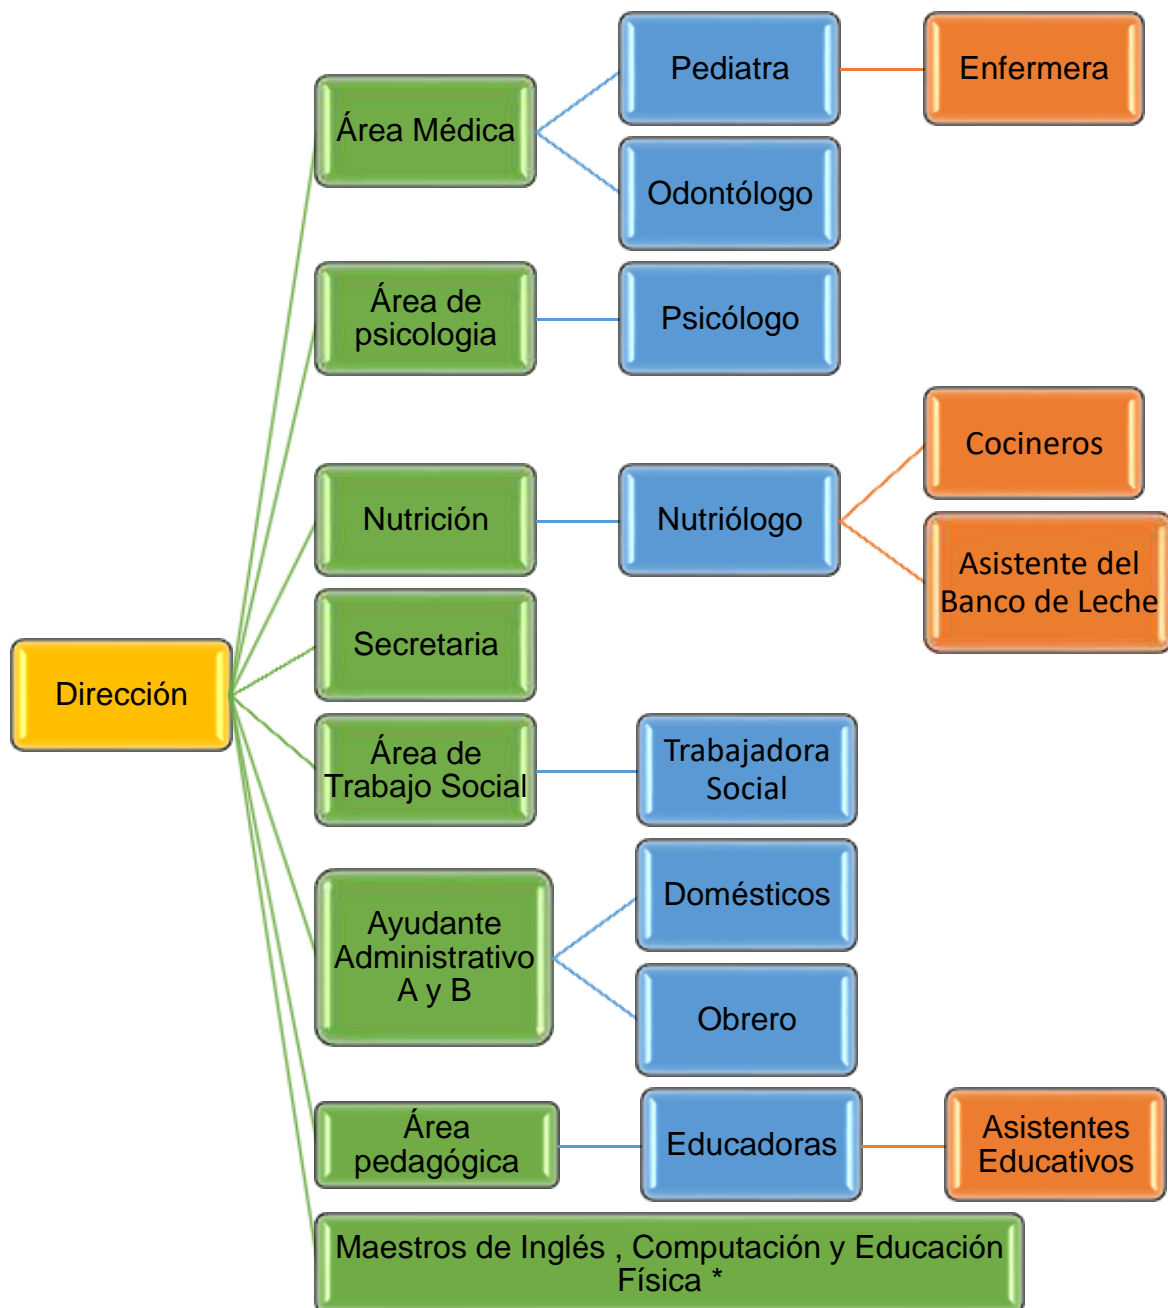 Pediatra
Enfermera
Área Médica
Odontólogo
Área de
psicologia
Psicólogo
Cocineros
Nutrición
Nutriólogo
Asistente del
Banco de Leche
Secretaria
Dirección
Área de
Trabajo Social
Trabajadora
Social
Domésticos
Ayudante
Administrativo
A y B
Obrero
Área
pedagógica
Educadoras
Asistentes
Educativos
Maestros de Inglés , Computación y Educación
Física *